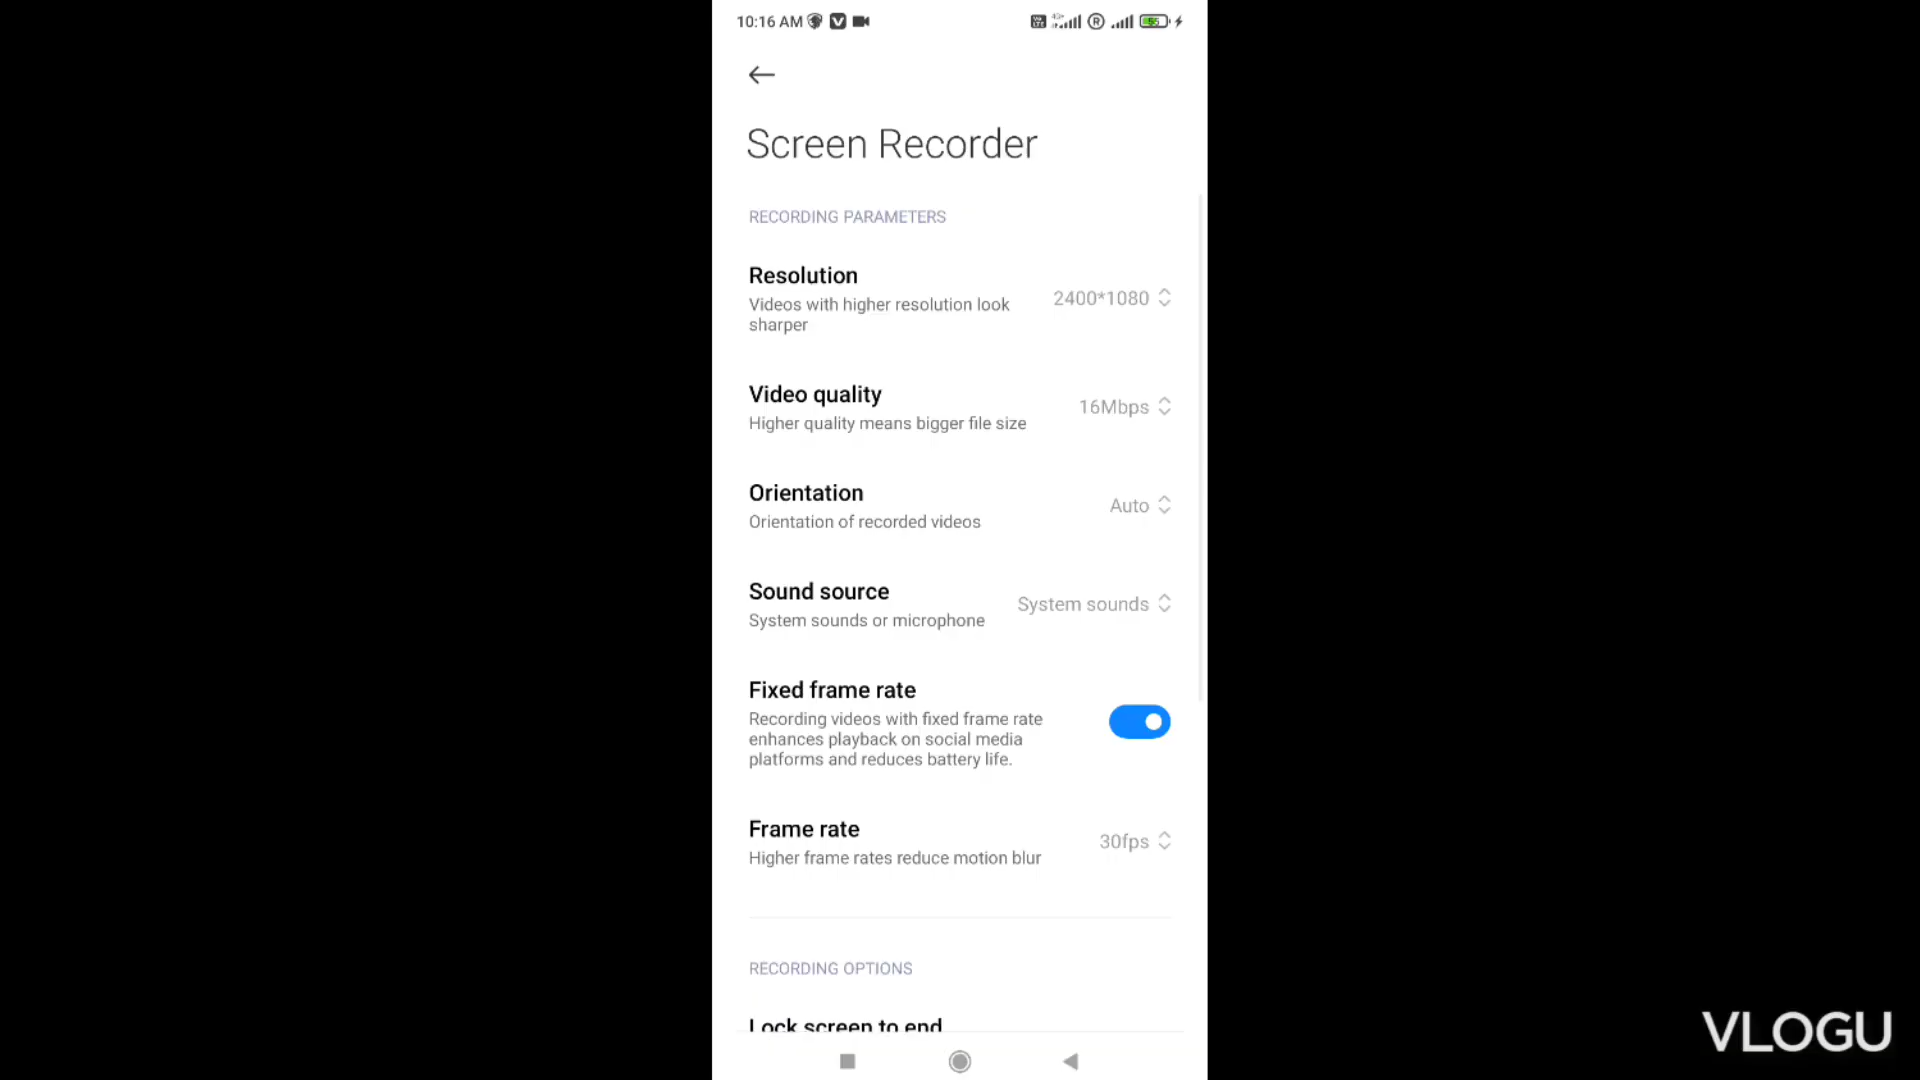 10:16 AM
55
Screen Recorder
RECORDING PARAMETERS
Resolution
Videos with higher resolution look
sharper
2400*1080
Video quality
Higher quality means bigger file size
16Mbps
Orientation
Orientation of recorded videos
Auto
Sound source
System sounds or microphone
System sounds
Fixed frame rate
Recording videos with fixed frame rate
enhances playback on social media
platforms and reduces battery life.
Frame rate
Higher frame rates reduce motion blur
30fps
RECORDING OPTIONS
Lock screen to end
VLOGU